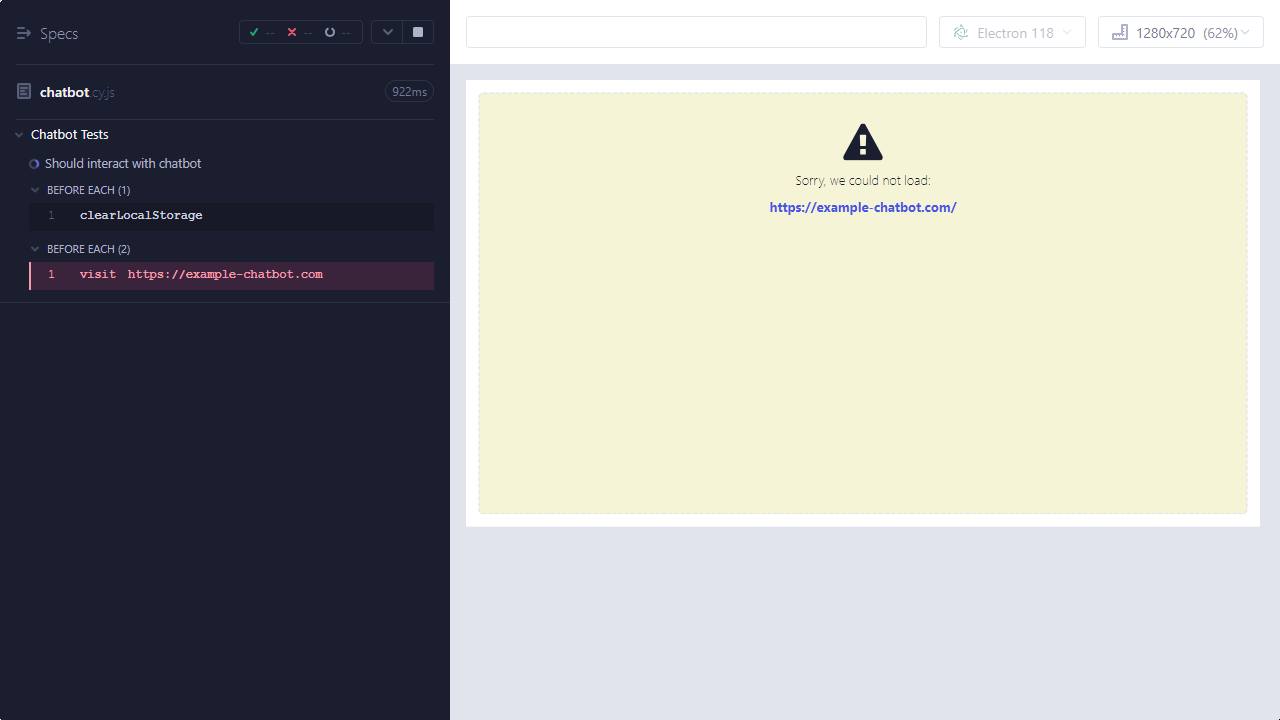 Specs
--
--
--
Electron 118
1280x720 (62%)
chatbot.cy.js
922ms
Chatbot Tests
Should interact with chatbot
BEFORE EACH (1)
1 clearLocalStorage
BEFORE EACH (2)
1 visit https://example-chatbot.com
Sorry, we could not load:
https://example-chatbot.com/